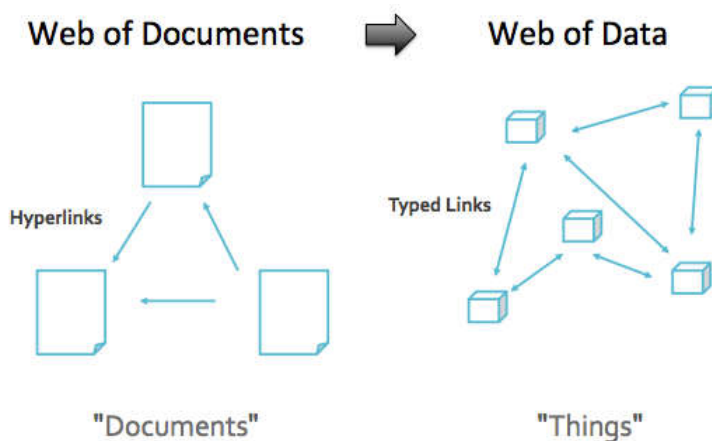 Web of Documents
Web of Data
Hyperlinks
Typed Links
"Documents"
"Things"